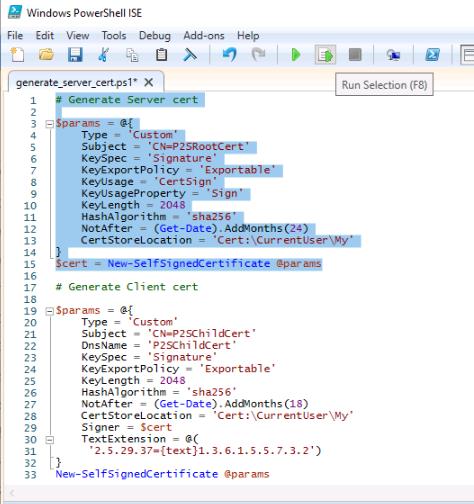 Windows PowerShell ISE
File Edit View Tools Debug Add-ons Help
generate_server_cert.ps1* X
Run Selection (F8)
1 # Generate Server cert
2
3 $params = @{
4 Type = 'Custom'
5 Subject = 'CN=P2SRootCert'
6 KeySpec = 'Signature'
7 KeyExportPolicy = 'Exportable'
8 KeyUsage = 'CertSign'
9 KeyUsageProperty = 'Sign'
10 KeyLength = 2048
11 HashAlgorithm = 'sha256'
12 NotAfter = (Get-Date).AddMonths(24)
13 CertStoreLocation = 'Cert:\CurrentUser\My'
14 }
15 $cert = New-SelfSignedCertificate @params
16
17 # Generate Client cert
18
19 $params = @{
20 Type = 'Custom'
21 Subject = 'CN=P2SChildCert'
22 DnsName = 'P2SChildCert'
23 KeySpec = 'Signature'
24 KeyExportPolicy = 'Exportable'
25 KeyLength = 2048
26 HashAlgorithm = 'sha256'
27 NotAfter = (Get-Date).AddMonths(18)
28 CertStoreLocation = 'Cert:\CurrentUser\My'
29 Signer = $cert
30 TextExtension = @(
31 '2.5.29.37={text}1.3.6.1.5.5.7.3.2')
32 }
33 New-SelfSignedCertificate @params